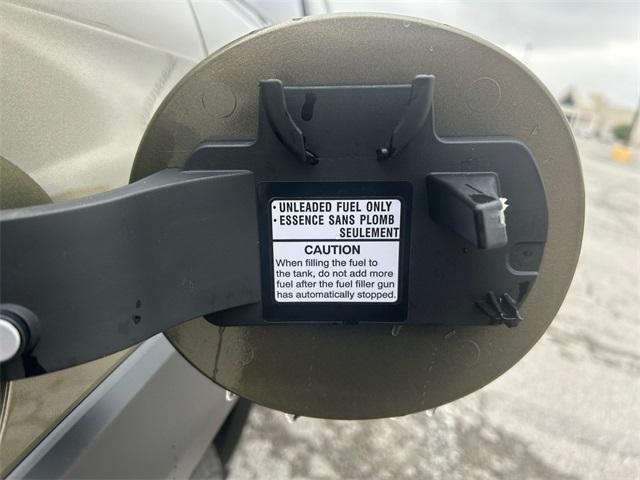 • UNLEADED FUEL ONLY
• ESSENCE SANS PLOMB
SEULEMENT
CAUTION
When filling the fuel to
the tank, do not add more
fuel after the fuel filler gun
has automatically stopped.